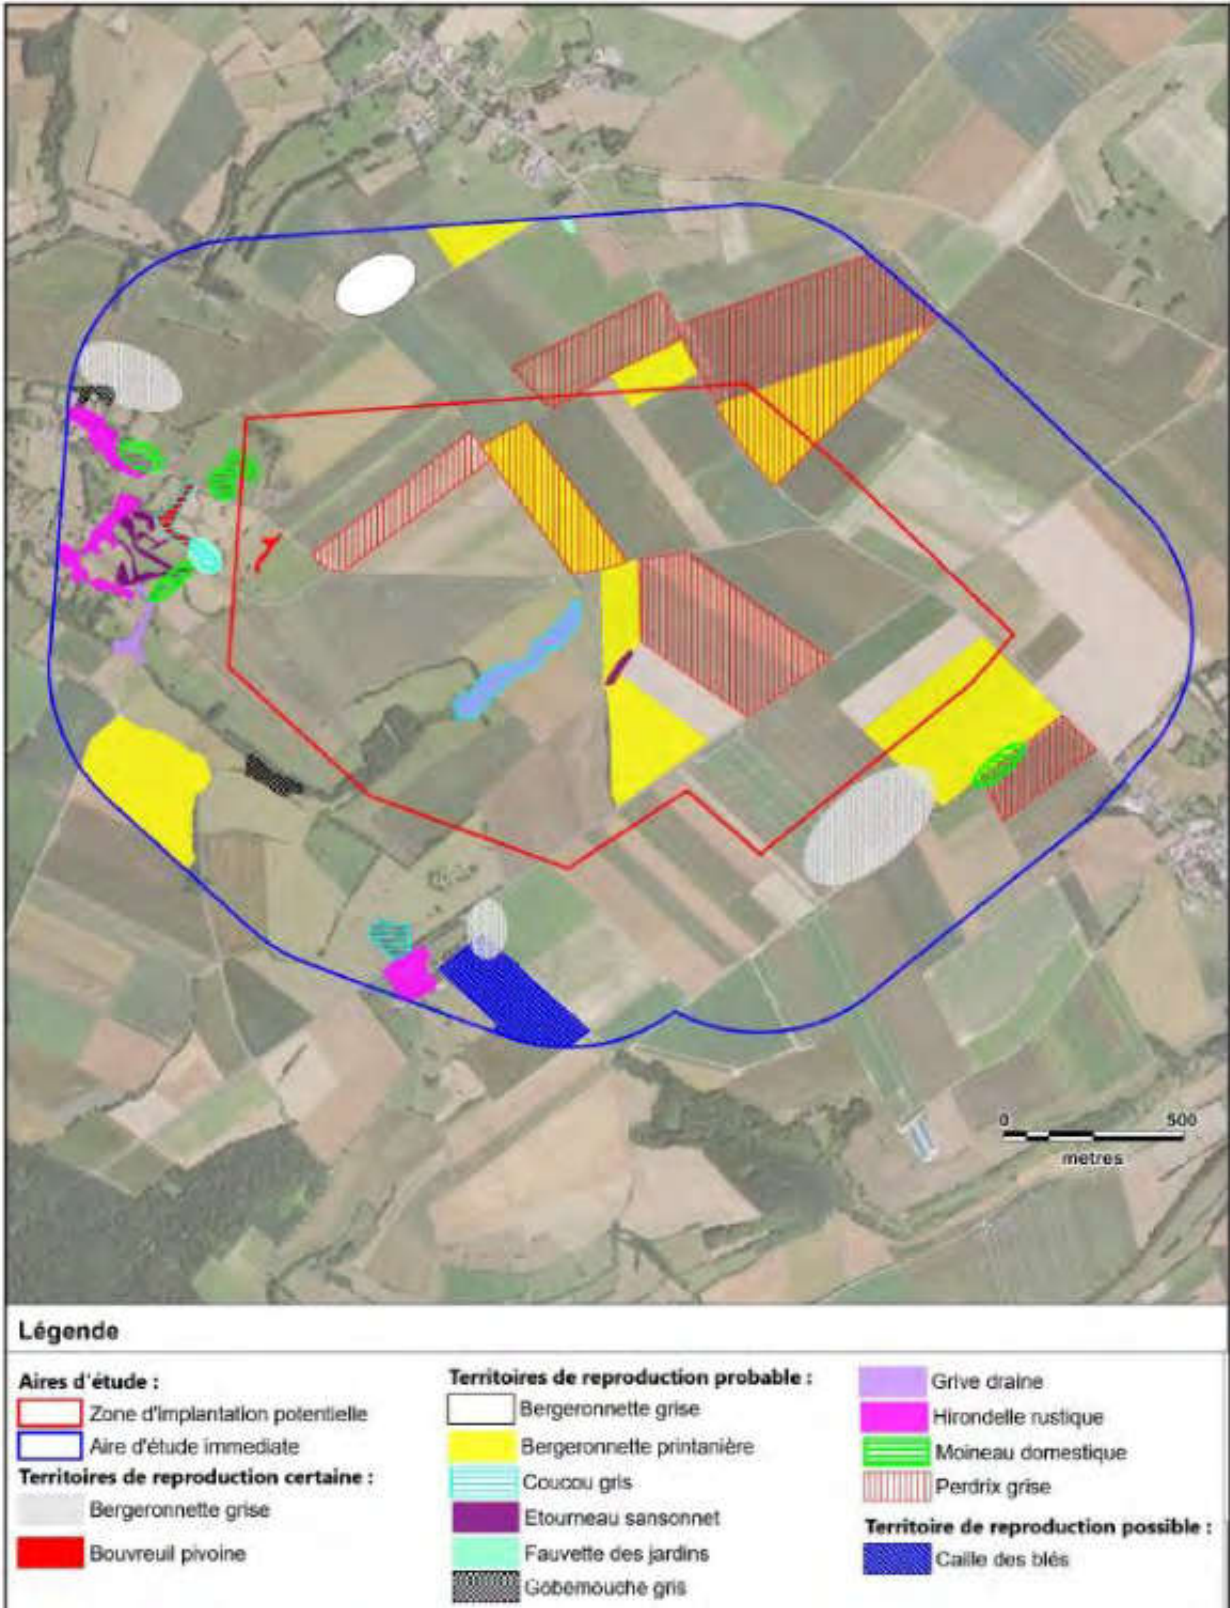 0 500
metres
Légende
Aires d'étude :
Zone d'implantation potentielle
Aire d'étude immediate
Territoires de reproduction certaine :
Bergeronnette grise
Bouvreuil pivoine
Territoires de reproduction probable :
Bergeronnette grise
Bergeronnette printanière
Coucou gris
Etourneau sansonnet
Fauvette des jardins
Gobemouche gris
Grive draine
Hirondelle rustique
Moineau domestique
Perdrix grise
Territoire de reproduction possible :
Caille des blés